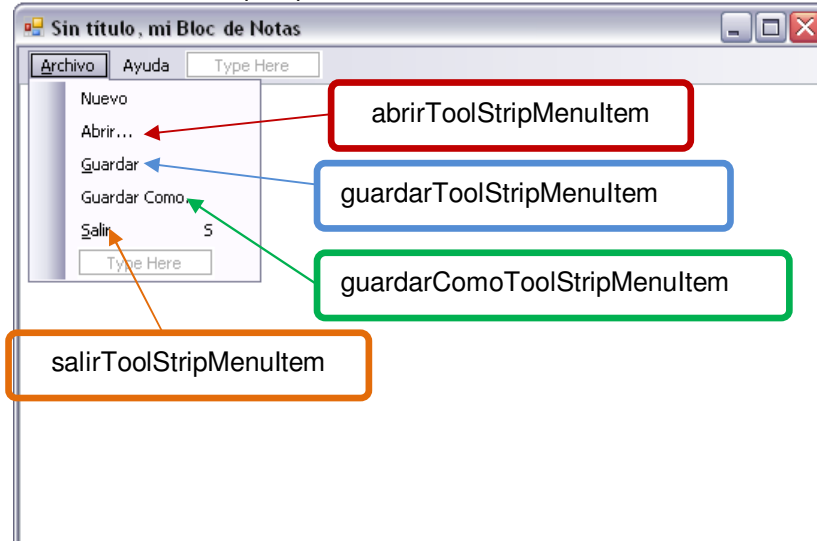 Sin título, mi Bloc de Notas
Archivo Ayuda Type Here
Nuevo
abrirToolStripMenuItem
Abrir...
Guardar
guardarToolStripMenuItem
Guardar Como.
Salir S
Type Here
guardarComoToolStripMenuItem
salirToolStripMenuItem